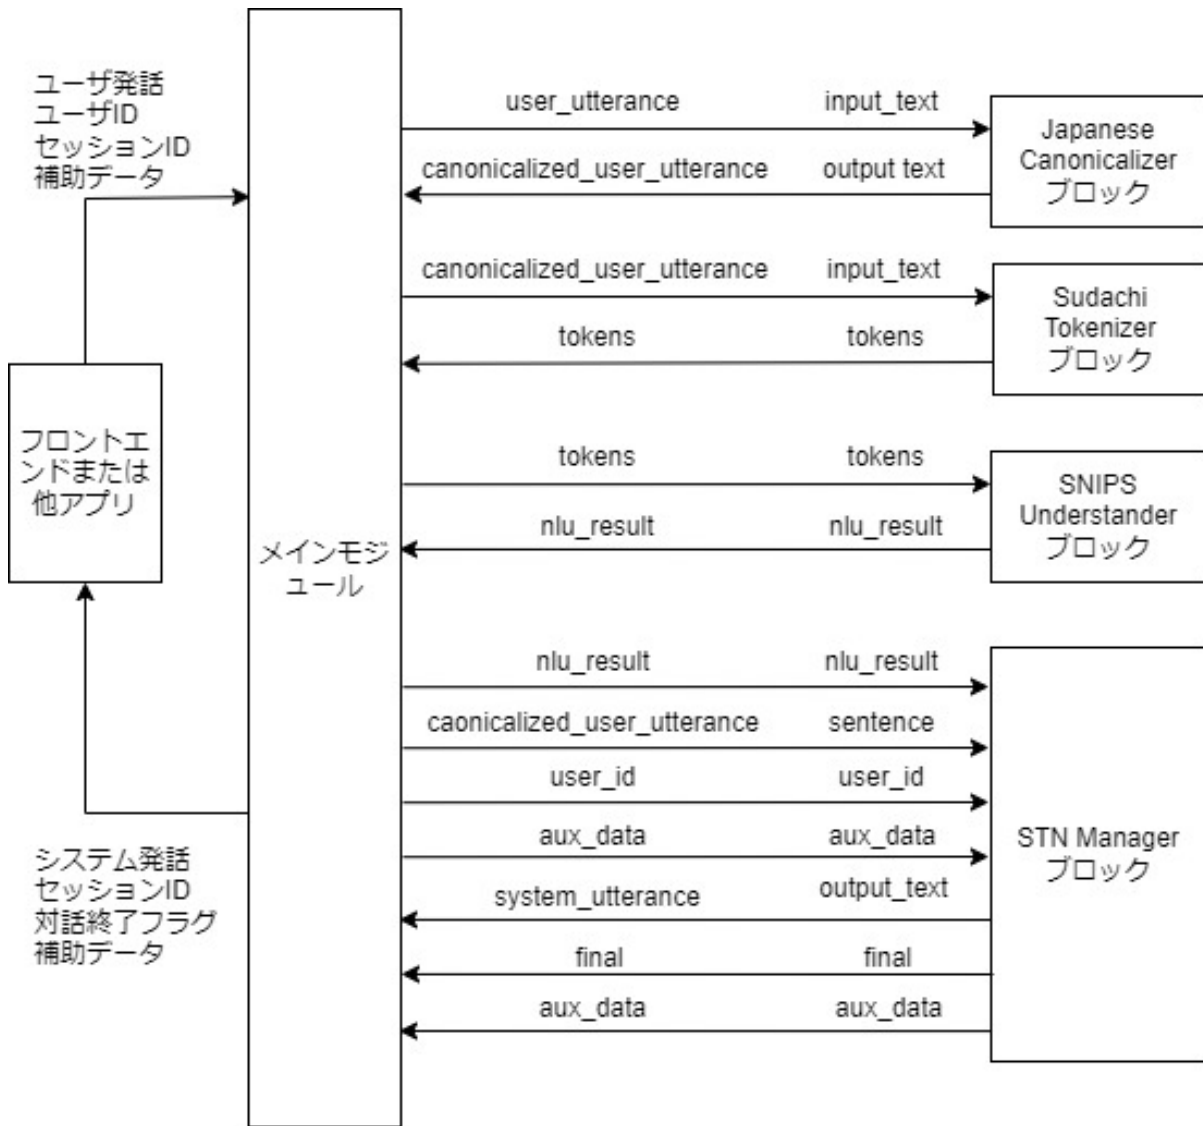 ユーザ発話
ユーザID
セッションID
補助データ
フロントエ
ンドまたは
他アプリ
システム発話
セッションID
対話終了フラグ
補助データ
メインモジ
ュール
user_utterance input_text
canonicalized_user_utterance output text
Japanese
Canonicalizer
ブロック
canonicalized_user_utterance input_text
tokens tokens
Sudachi
Tokenizer
ブロック
tokens tokens
nlu_result nlu_result
SNIPS
Understander
ブロック
nlu_result nlu_result
caonicalized_user_utterance sentence
user_id user_id
aux_data aux_data
system_utterance output_text
final final
aux_data aux_data
STN Manager
ブロック